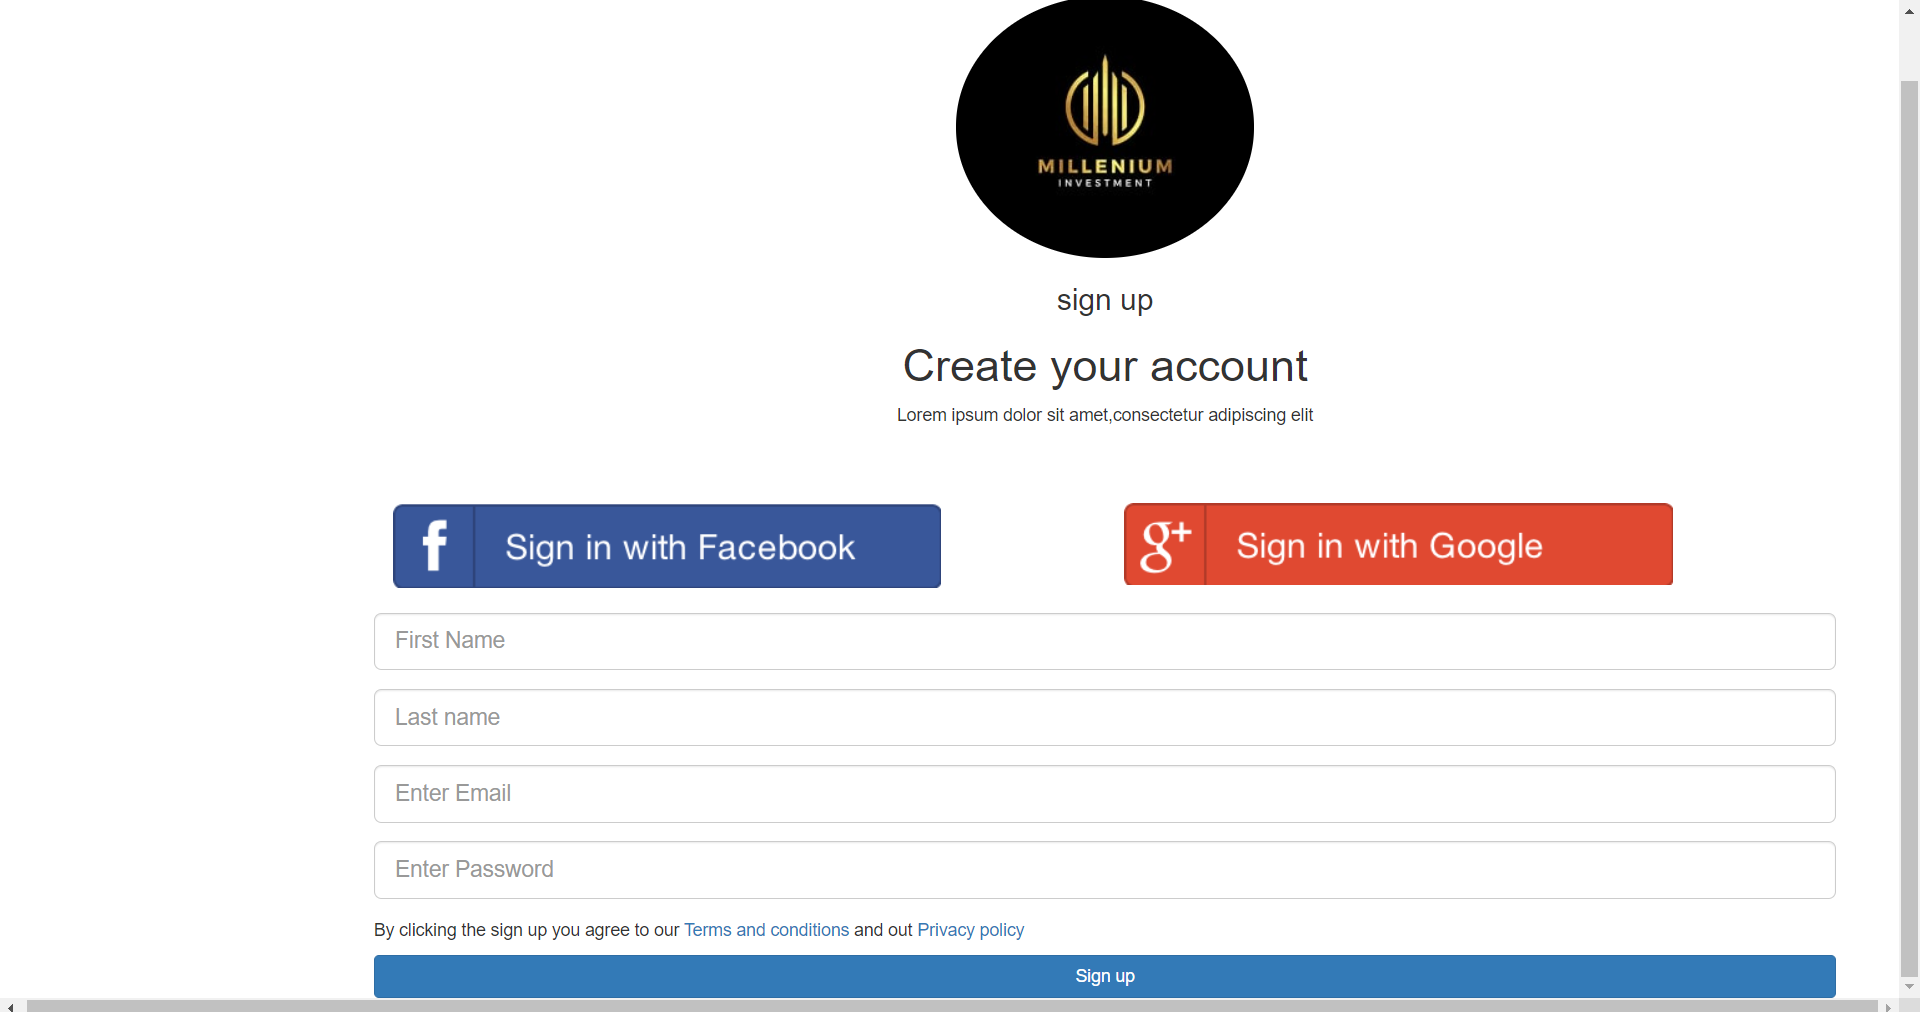 MILLENIUM
INVESTMENT
sign up
Create your account
Lorem ipsum dolor sit amet,consectetur adipiscing elit
f Sign in with Facebook
g+ Sign in with Google
First Name
Last name
Enter Email
Enter Password
By clicking the sign up you agree to our Terms and conditions and out Privacy policy
Sign up